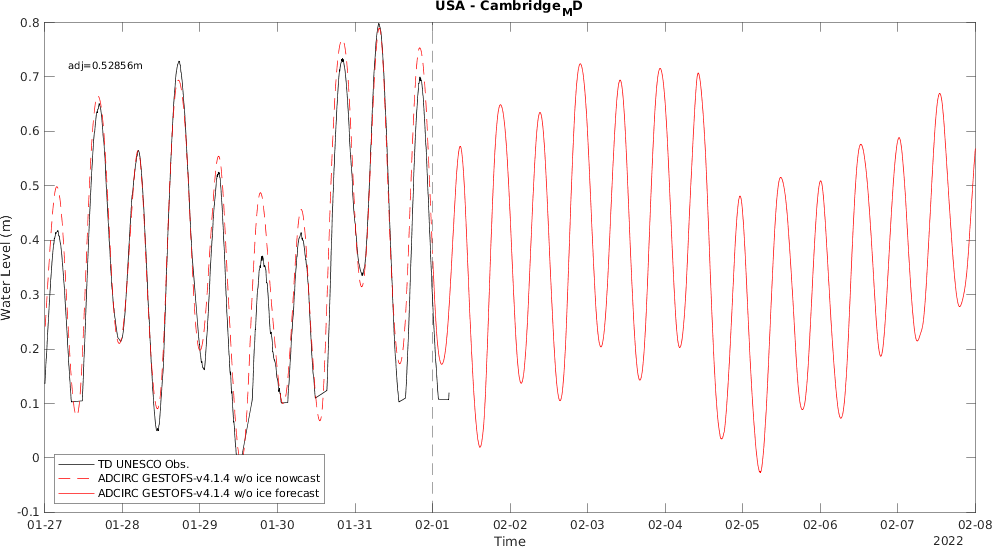 USA - Cambridge_MD
adj=0.52856m
0.8
0.7
0.6
0.5
0.4
0.3
0.2
0.1
0
-0.1
Water Level (m)
TD UNESCO Obs.
ADCIRC GESTOFS-v4.1.4 w/o ice nowcast
ADCIRC GESTOFS-v4.1.4 w/o ice forecast
01-27 01-28 01-29 01-30 01-31 02-01 02-02 02-03 02-04 02-05 02-06 02-07 02-08
Time
2022